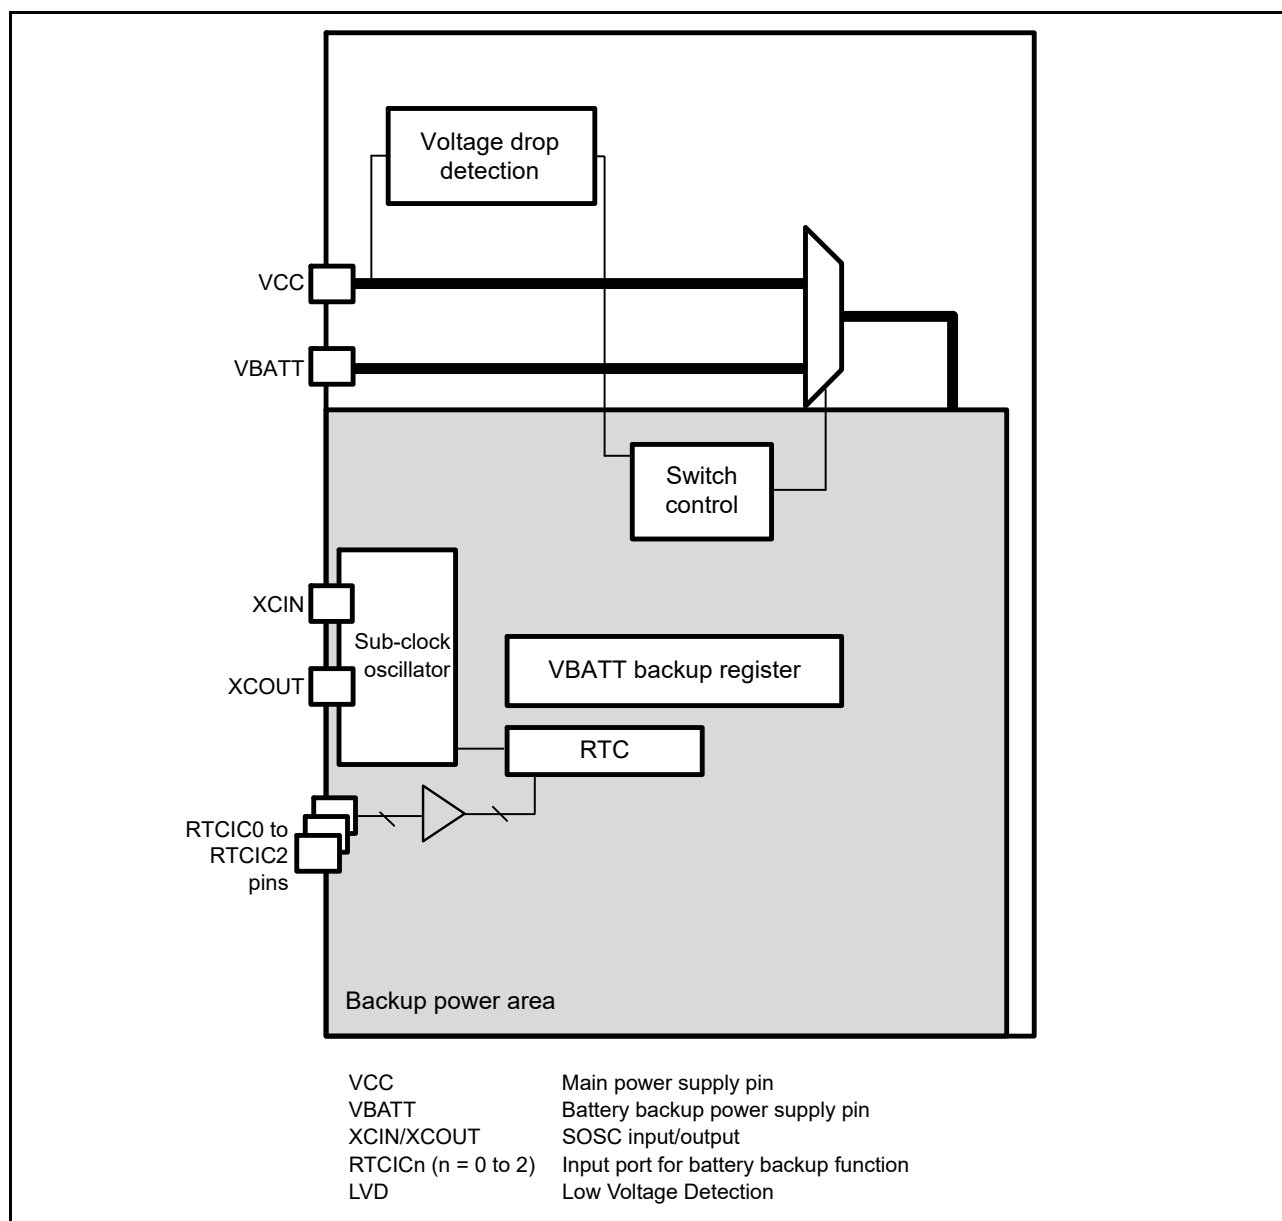 Voltage drop
detection
VCC
VBATT
Switch
control
XCIN
Sub-clock
oscillator
VBATT backup register
XCOUT
RTC
RTCIC0 to
RTCIC2
pins
Backup power area
VCC Main power supply pin
VBATT Battery backup power supply pin
XCIN/XCOUT SOSC input/output
RTCICn (n = 0 to 2) Input port for battery backup function
LVD Low Voltage Detection